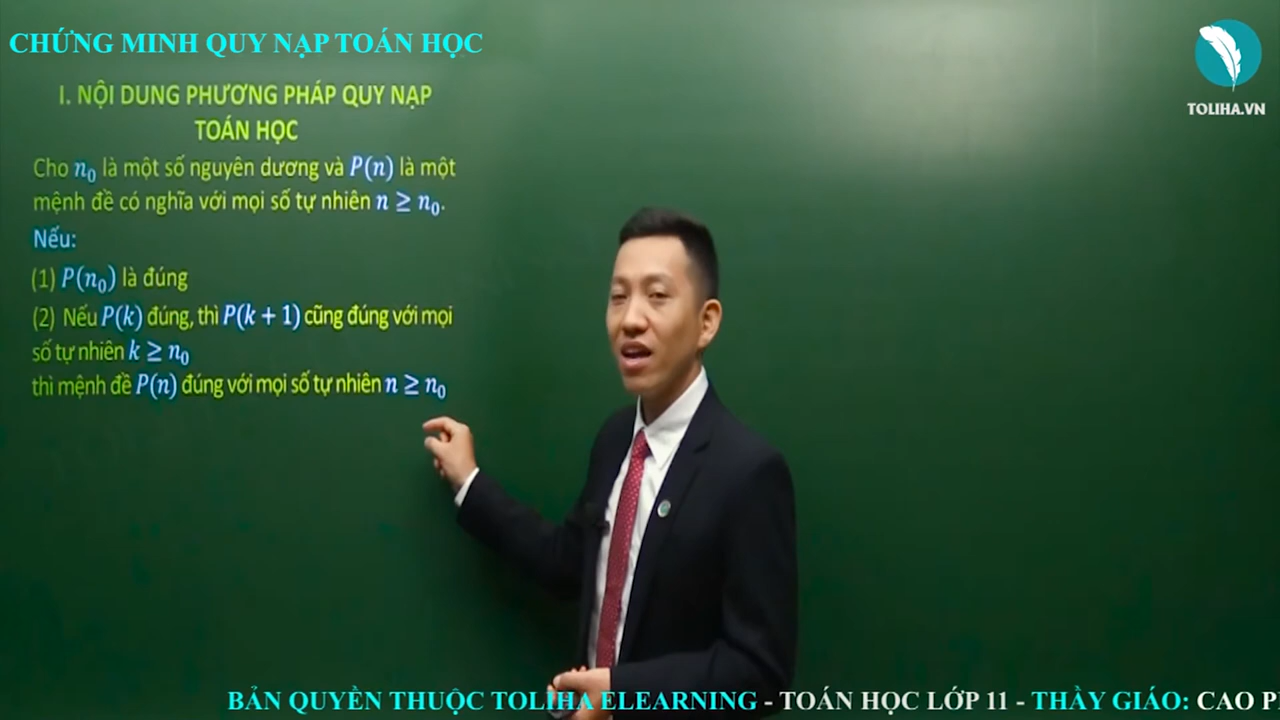 CHỨNG MINH QUY NẠP TOÁN HỌC
TOLIHA.VN
I. NỘI DUNG PHƯƠNG PHÁP QUY NẠP
TOÁN HỌC
Cho n₀ là một số nguyên dương và P(n) là một
mệnh đề có nghĩa với mọi số tự nhiên n ≥ n₀.
Nếu:
(1) P(n₀) là đúng
(2) Nếu P(k) đúng, thì P(k + 1) cũng đúng với mọi
số tự nhiên k ≥ n₀
thì mệnh đề P(n) đúng với mọi số tự nhiên n ≥ n₀
BẢN QUYỀN THUỘC TOLIHA ELEARNING - TOÁN HỌC LỚP 11 - THẦY GIÁO: CAO